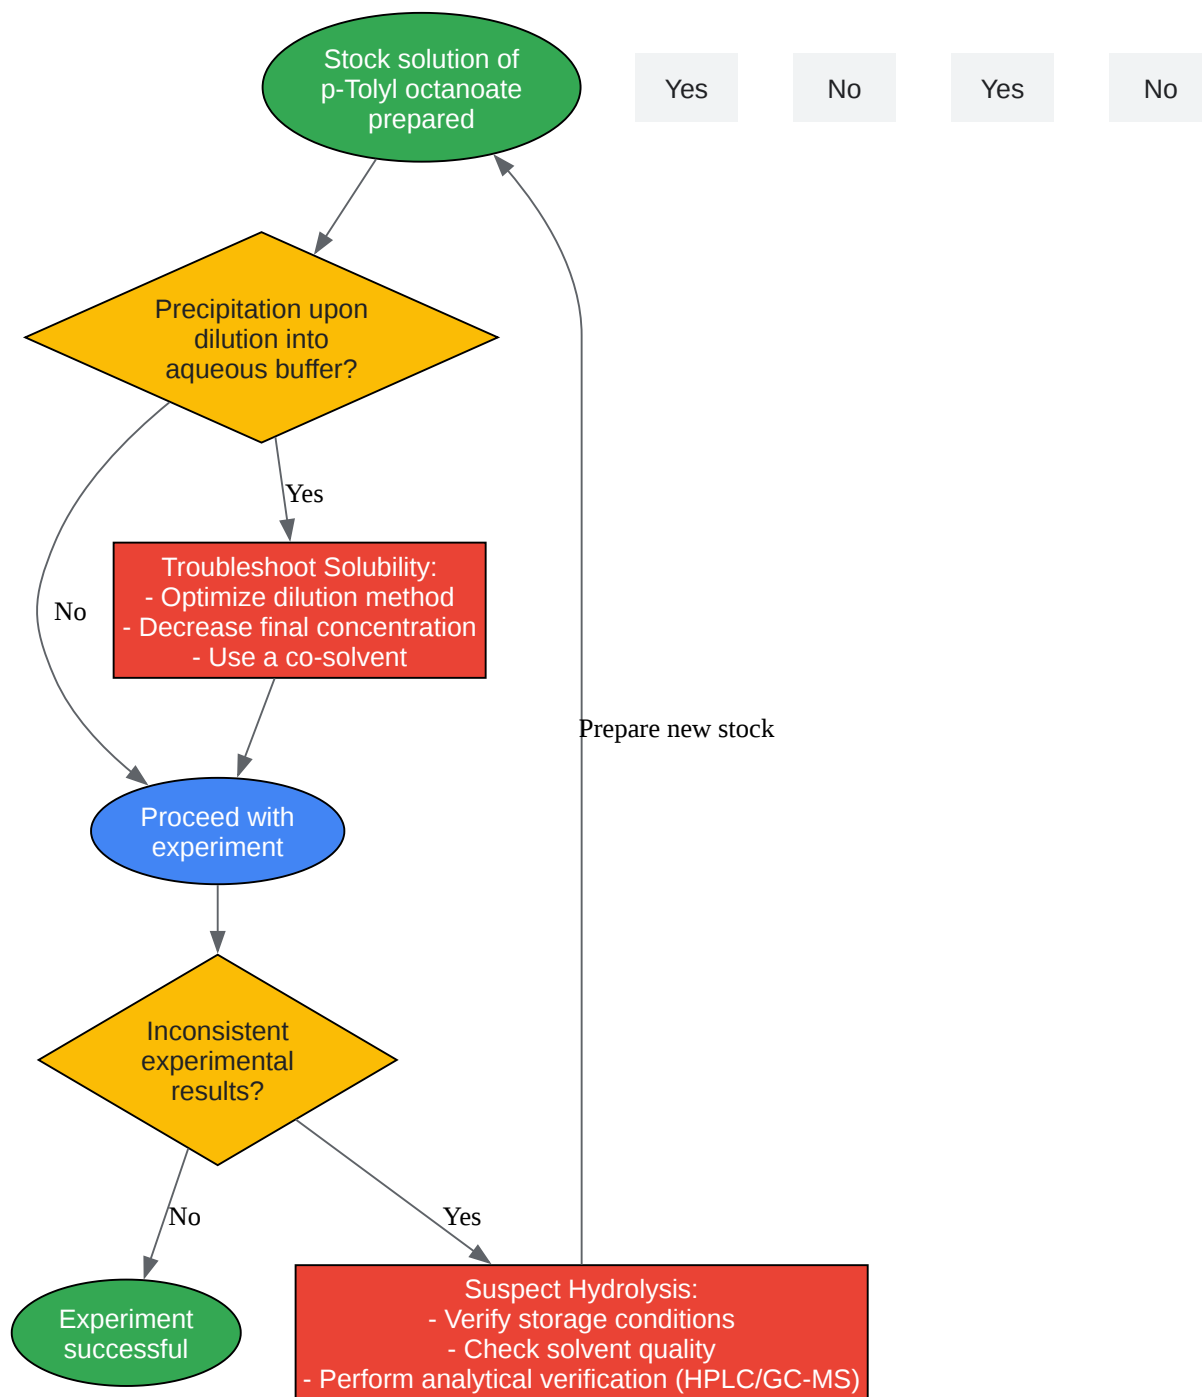 Stock solution of
p-Tolyl octanoate
prepared
Yes
No
Yes
No
Precipitation upon
dilution into
aqueous buffer?
Yes
No
Troubleshoot Solubility:
- Optimize dilution method
- Decrease final concentration
- Use a co-solvent
Prepare new stock
Proceed with
experiment
Inconsistent
experimental
results?
No
Yes
Experiment
successful
Suspect Hydrolysis:
- Verify storage conditions
- Check solvent quality
- Perform analytical verification (HPLC/GC-MS)